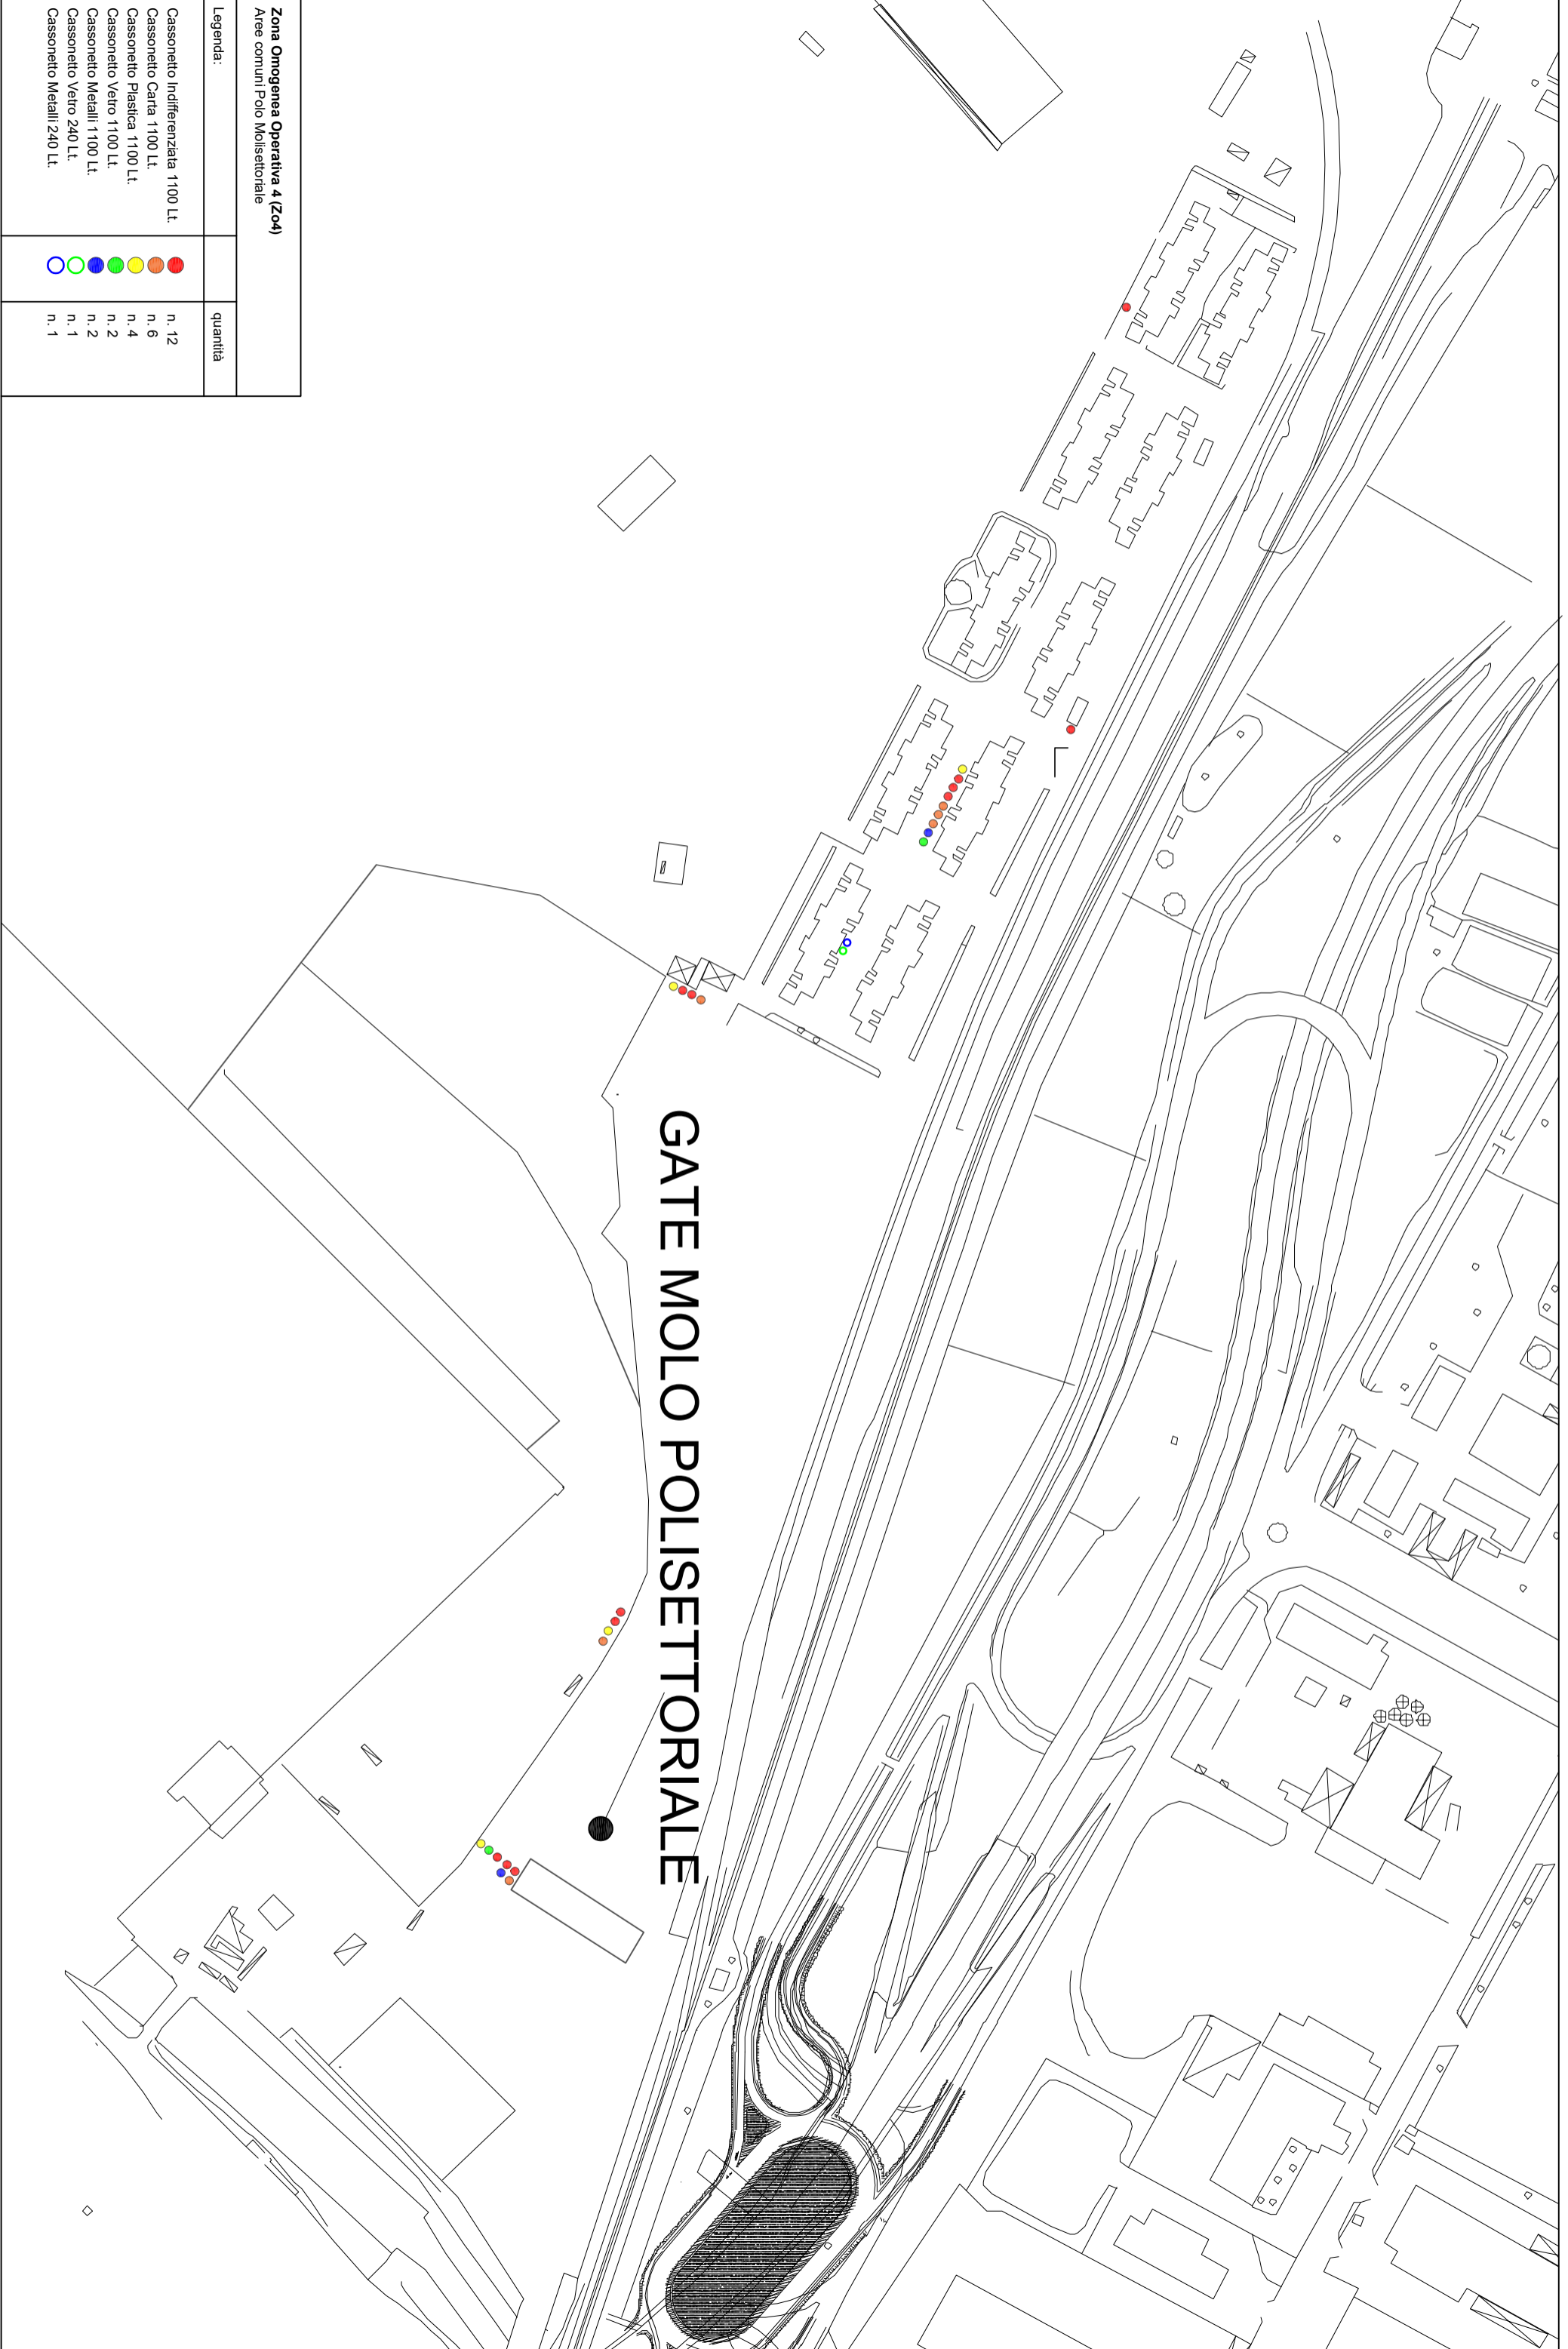 Zona Omogenea Operativa 4 (Zo4)
Aree comuni Polo Molisettoriale
Legenda:
quantità
Cassonetto Indifferenziata 1100 Lt.
n. 12
Cassonetto Carta 1100 Lt.
n. 6
Cassonetto Plastica 1100 Lt.
n. 4
Cassonetto Vetro 1100 Lt.
n. 2
Cassonetto Metalli 1100 Lt.
n. 2
Cassonetto Vetro 240 Lt.
n. 1
Cassonetto Metalli 240 Lt.
n. 1
GATE MOLO POLISETTORIALE